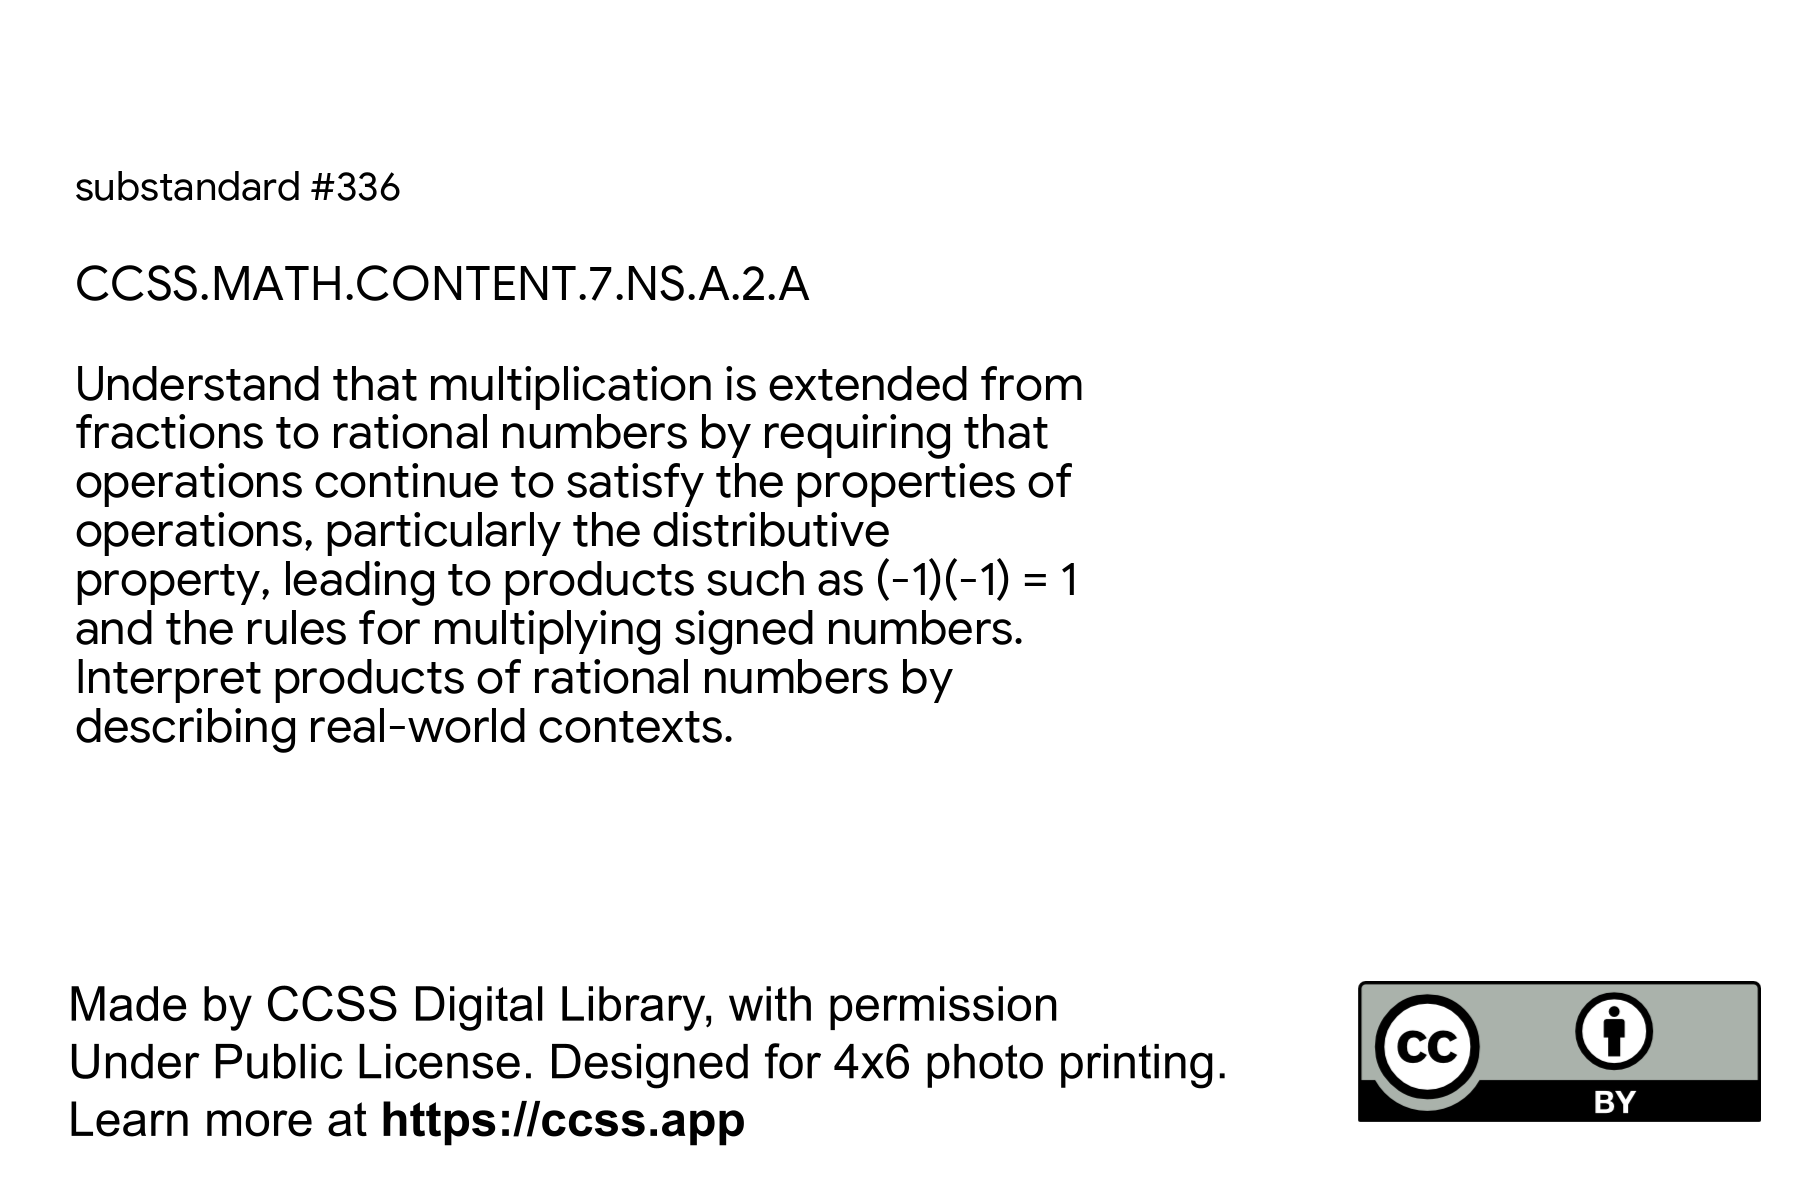 substandard #336
CCSS.MATH.CONTENT.7.NS.A.2.A
Understand that multiplication is extended from
fractions to rational numbers by requiring that
operations continue to satisfy the properties of
operations, particularly the distributive
property, leading to products such as (-1)(-1) = 1
and the rules for multiplying signed numbers.
Interpret products of rational numbers by
describing real-world contexts.
Made by CCSS Digital Library, with permission
Under Public License. Designed for 4x6 photo printing.
Learn more at https://ccss.app
cc
BY